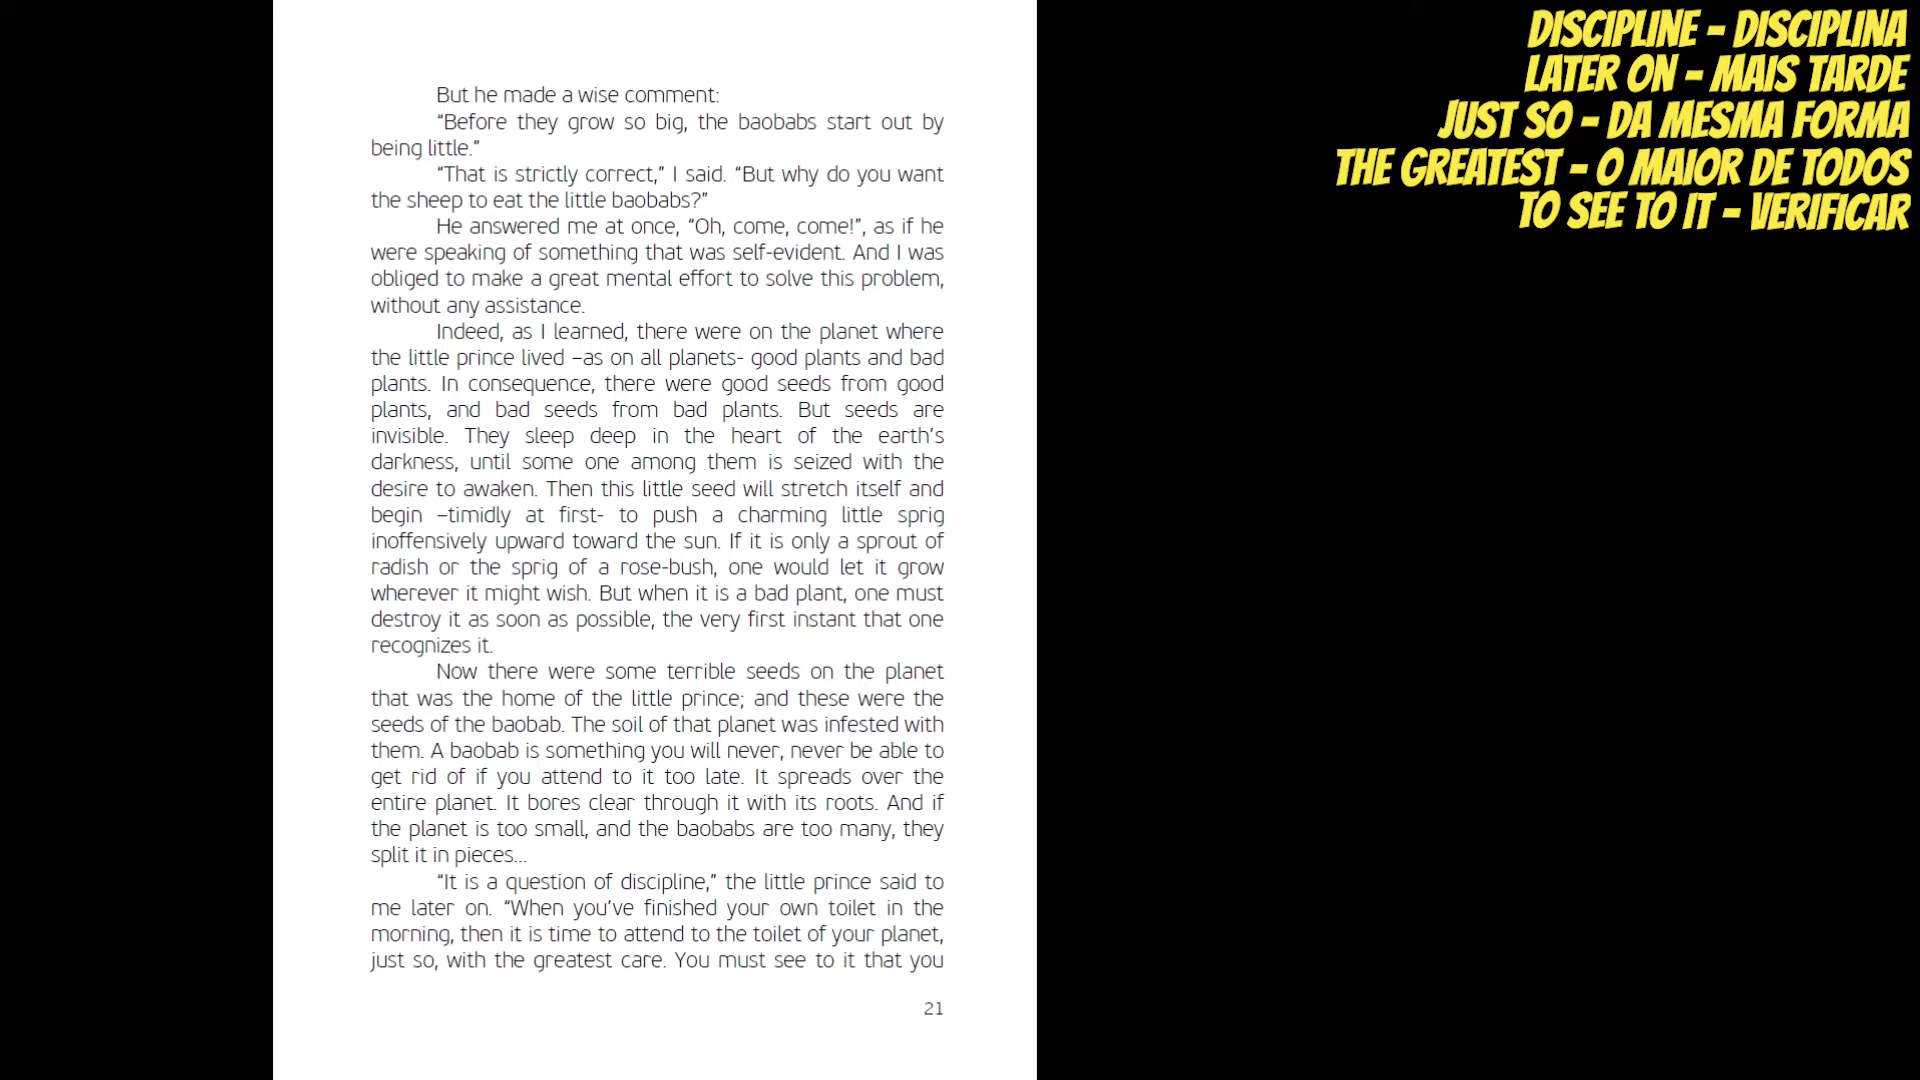 But he made a wise comment:
“Before they grow so big, the baobabs start out by
being little.”
“That is strictly correct,” I said. “But why do you want
the sheep to eat the little baobabs?”
He answered me at once, “Oh, come, come!”, as if he
were speaking of something that was self-evident. And I was
obliged to make a great mental effort to solve this problem,
without any assistance.
Indeed, as I learned, there were on the planet where
the little prince lived –as on all planets- good plants and bad
plants. In consequence, there were good seeds from good
plants, and bad seeds from bad plants. But seeds are
invisible. They sleep deep in the heart of the earth’s
darkness, until some one among them is seized with the
desire to awaken. Then this little seed will stretch itself and
begin –timidly at first- to push a charming little sprig
inoffensively upward toward the sun. If it is only a sprout of
radish or the sprig of a rose-bush, one would let it grow
wherever it might wish. But when it is a bad plant, one must
destroy it as soon as possible, the very first instant that one
recognizes it.
Now there were some terrible seeds on the planet
that was the home of the little prince; and these were the
seeds of the baobab. The soil of that planet was infested with
them. A baobab is something you will never, never be able to
get rid of if you attend to it too late. It spreads over the
entire planet. It bores clear through it with its roots. And if
the planet is too small, and the baobabs are too many, they
split it in pieces...
“It is a question of discipline,” the little prince said to
me later on. “When you’ve finished your own toilet in the
morning, then it is time to attend to the toilet of your planet,
just so, with the greatest care. You must see to it that you
21
DISCIPLINE - DISCIPLINA
LATER ON - MAIS TARDE
JUST SO - DA MESMA FORMA
THE GREATEST - O MAIOR DE TODOS
TO SEE TO IT - VERIFICAR